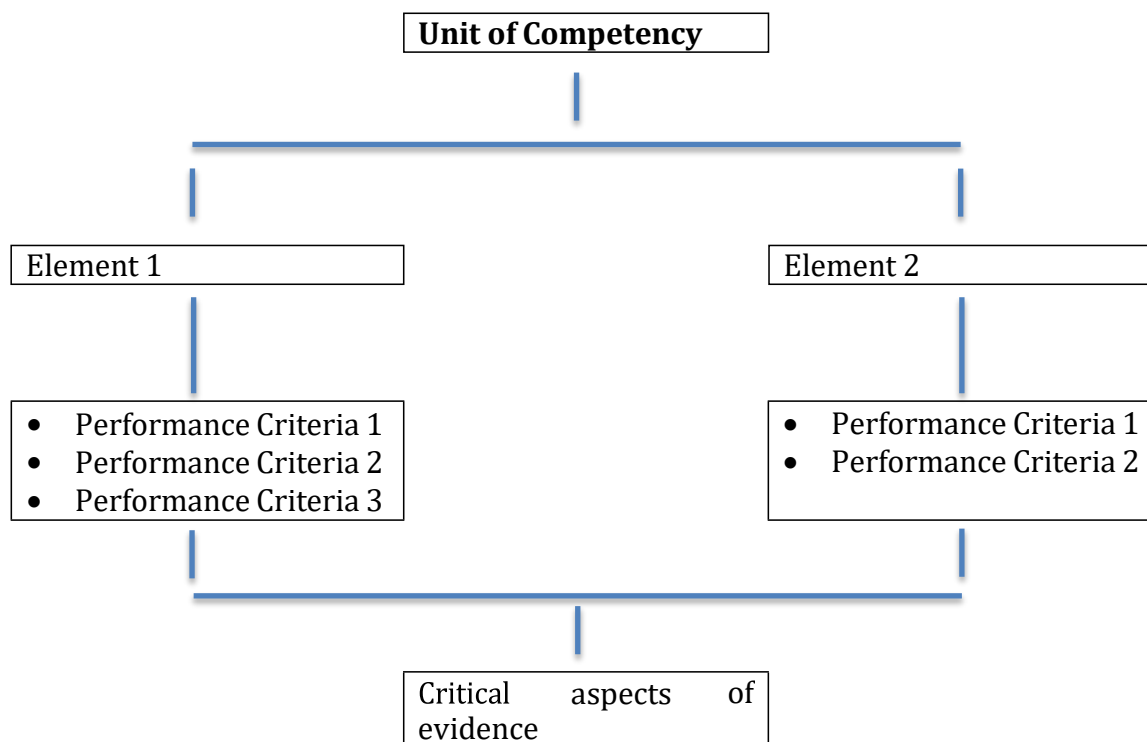 Unit of Competency
Element 1
Element 2
• Performance Criteria 1
• Performance Criteria 2
• Performance Criteria 3
• Performance Criteria 1
• Performance Criteria 2
Critical aspects of
evidence